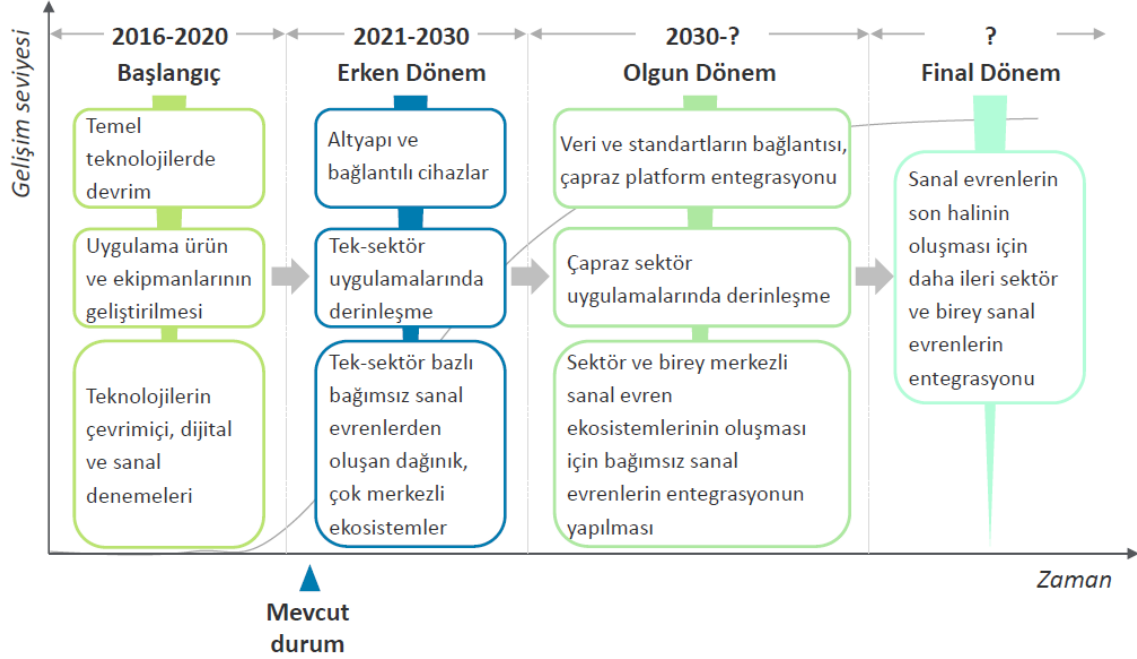 Gelişim seviyesi
2016-2020
Başlangıç
Temel
teknolojilerde
devrim
Uygulama ürün
ve ekipmanlarının
geliştirilmesi
Teknolojilerin
çevrimiçi, dijital
ve sanal
denemeleri
2021-2030
Erken Dönem
Altyapı ve
bağlantılı cihazlar
Tek-sektör
uygulamalarında
derinleşme
Tek-sektör bazlı
bağımsız sanal
evrenlerden
oluşan dağınık,
çok merkezli
ekosistemler
2030-?
Olgun Dönem
Veri ve standartların bağlantısı,
çapraz platform entegrasyonu
Çapraz sektör
uygulamalarında derinleşme
Sektör ve birey merkezli
sanal evren
ekosistemlerinin oluşması
için bağımsız sanal
evrenlerin entegrasyonun
yapılması
?
Final Dönem
Sanal evrenlerin
son halinin
oluşması için
daha ileri sektör
ve birey sanal
evrenlerin
entegrasyonu
Zaman
Mevcut
durum